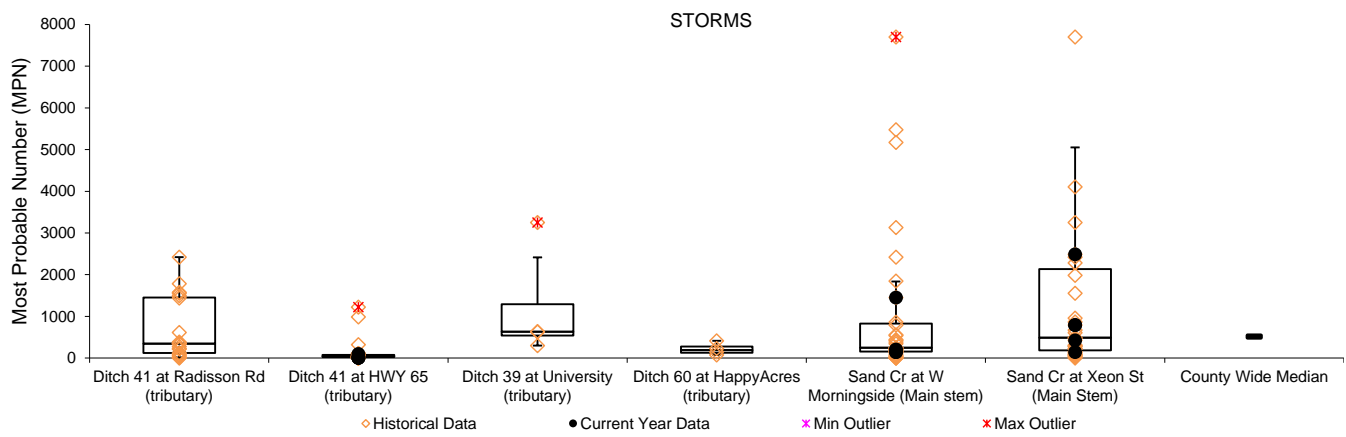 STORMS
Most Probable Number (MPN)
8000
7000
6000
5000
4000
3000
2000
1000
0
Ditch 41 at Radisson Rd
(tributary)
Ditch 41 at HWY 65
(tributary)
Ditch 39 at University
(tributary)
Ditch 60 at HappyAcres
(tributary)
Sand Cr at W
Morningside (Main stem)
Sand Cr at Xeon St
(Main Stem)
County Wide Median
Historical Data
Current Year Data
Min Outlier
Max Outlier